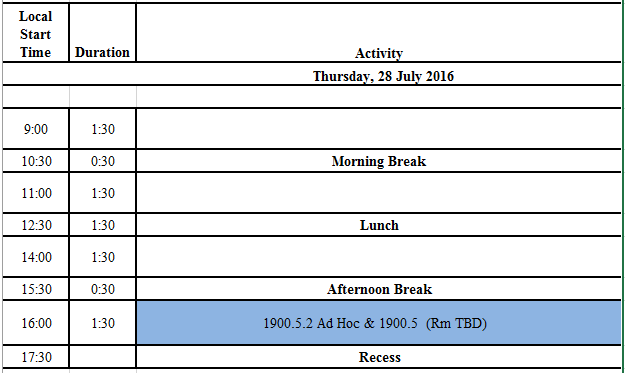 Local
Start
Time Duration Activity
Thursday, 28 July 2016
9:00 1:30
10:30 0:30 Morning Break
11:00 1:30
12:30 1:30 Lunch
14:00 1:30
15:30 0:30 Afternoon Break
16:00 1:30 1900.5.2 Ad Hoc & 1900.5 (Rm TBD)
17:30 Recess